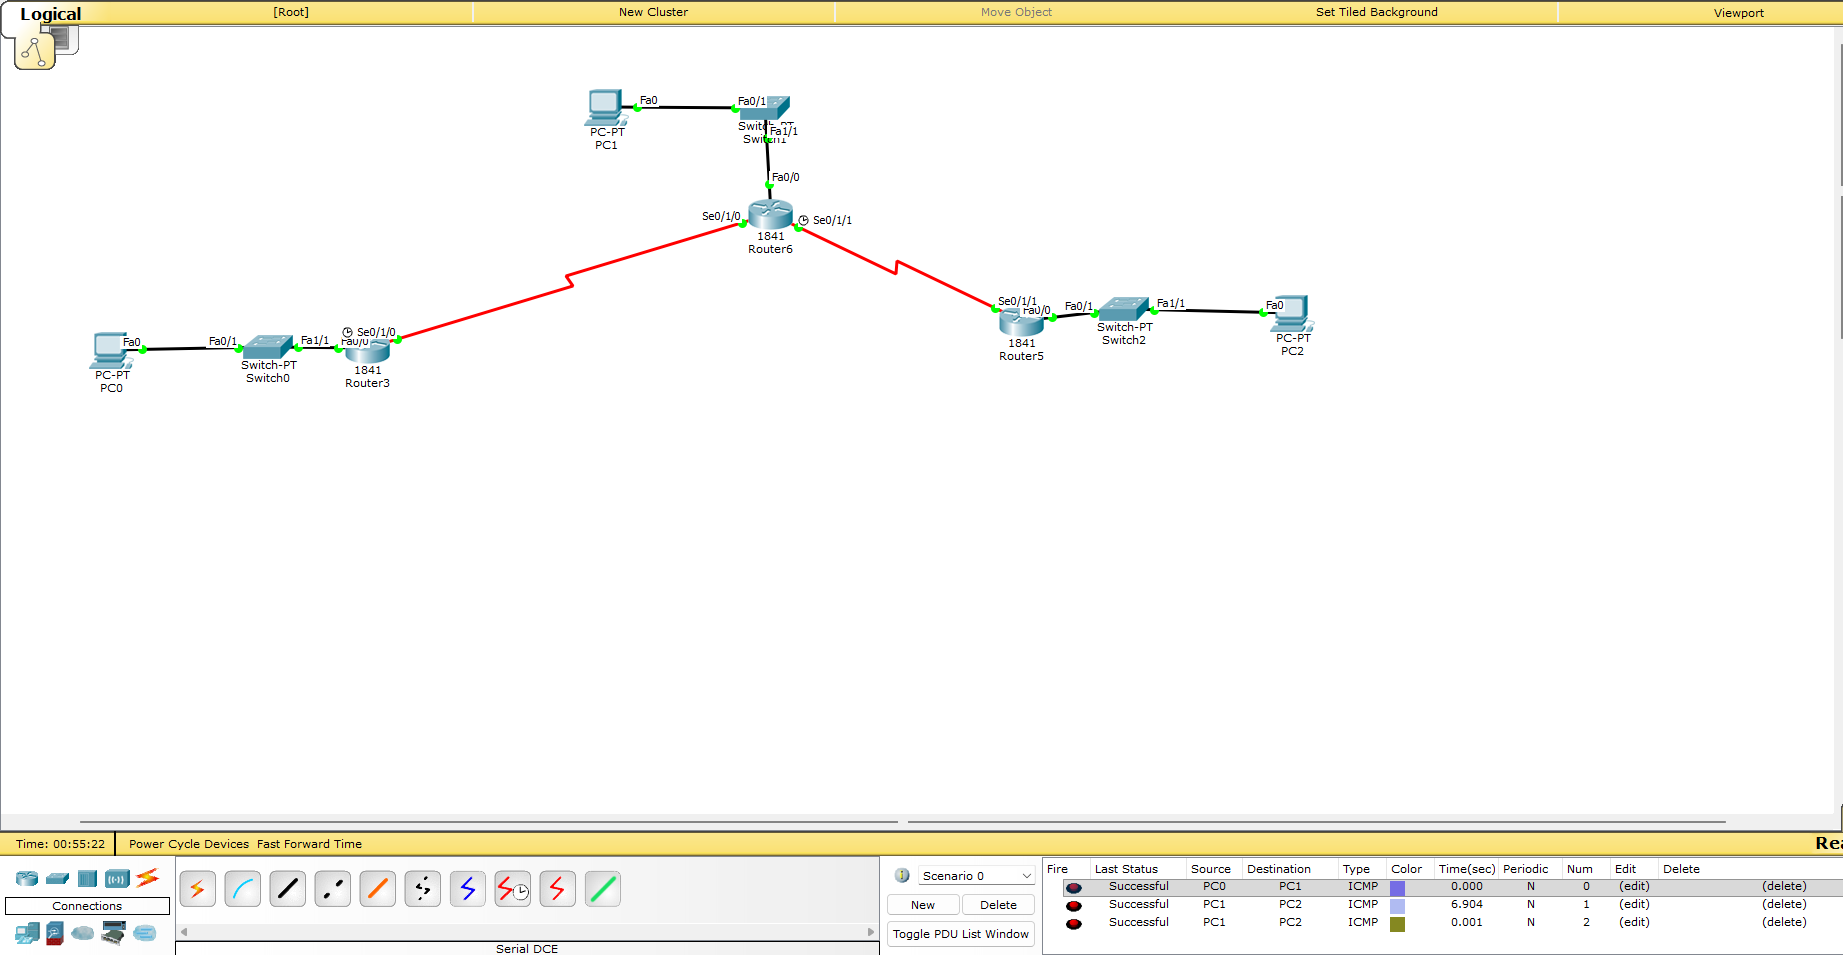 Logical [Root] New Cluster Move Object Set Tiled Background Viewport
Fa0 Fa0/1
PC-PT
PC1
Switch-PT
Switch1
Fa1/1
Fa0/0
Se0/1/0 Se0/1/1
1841
Router6
Se0/1/1
Fa0/0 Fa0/1 Fa1/1 Fa0
1841
Router5
Switch-PT
Switch2
PC-PT
PC2
Fa0 Fa0/1 Fa1/1 Fa0/0 Se0/1/0
PC-PT
PC0
Switch-PT
Switch0
1841
Router3
Time: 00:55:22 Power Cycle Devices Fast Forward Time Rea
Connections
Serial DCE
Scenario 0
New Delete
Toggle PDU List Window
Fire Last Status Source Destination Type Color Time(sec) Periodic Num Edit Delete
Successful PC0 PC1 ICMP 0.000 N 0 (edit) (delete)
Successful PC1 PC2 ICMP 6.904 N 1 (edit) (delete)
Successful PC1 PC2 ICMP 0.001 N 2 (edit) (delete)